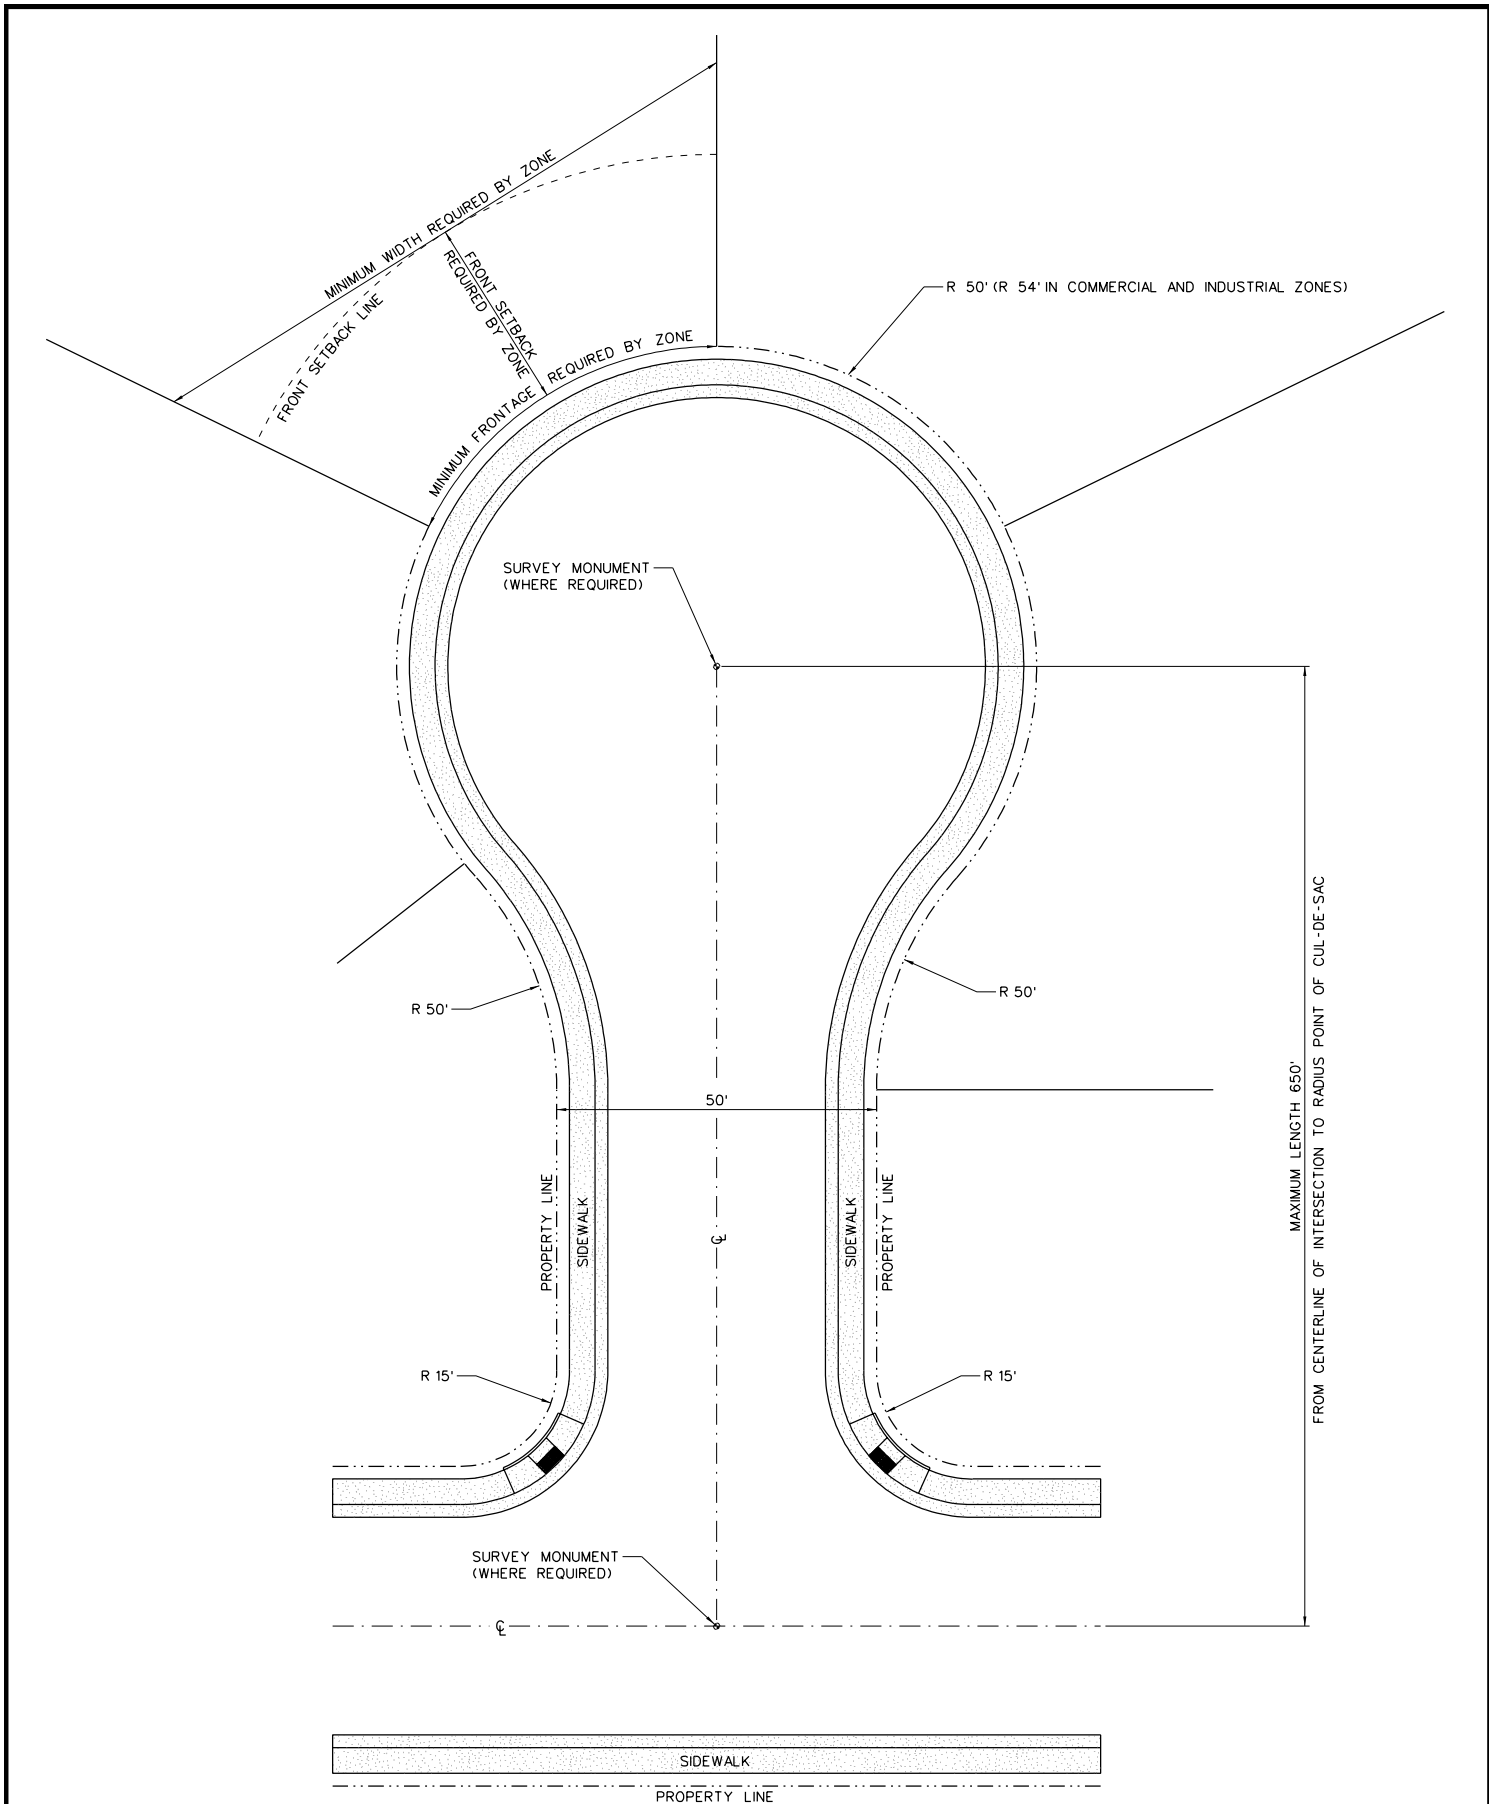 MINIMUM WIDTH REQUIRED BY ZONE
FRONT SETBACK LINE
FRONT SETBACK
REQUIRED BY ZONE
MINIMUM FRONTAGE REQUIRED BY ZONE
R 50' (R 54' IN COMMERCIAL AND INDUSTRIAL ZONES)
SURVEY MONUMENT
(WHERE REQUIRED)
R 50'
R 50'
50'
MAXIMUM LENGTH 650'
FROM CENTERLINE OF INTERSECTION TO RADIUS POINT OF CUL-DE-SAC
PROPERTY LINE
SIDEWALK
CL
SIDEWALK
PROPERTY LINE
R 15'
R 15'
SURVEY MONUMENT
(WHERE REQUIRED)
CL
SIDEWALK
PROPERTY LINE